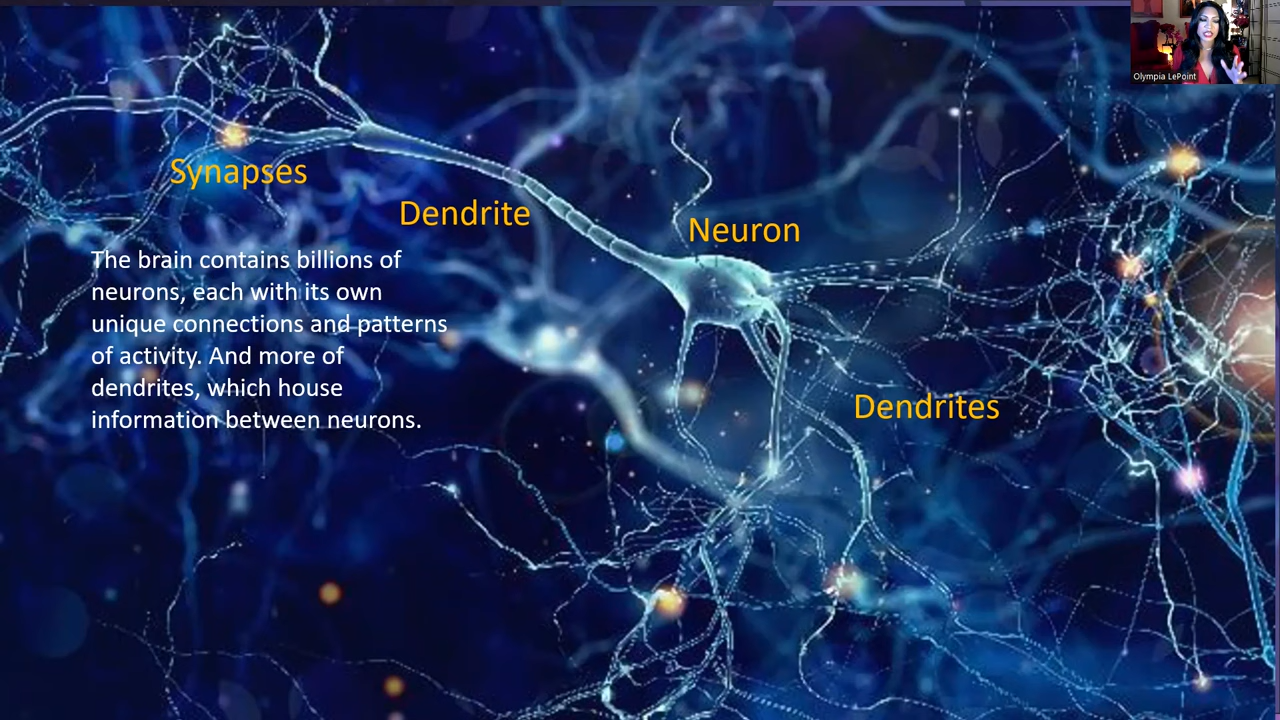 Olympia LePoint
Synapses
Dendrite
Neuron
The brain contains billions of
neurons, each with its own
unique connections and patterns
of activity. And more of
dendrites, which house
information between neurons.
Dendrites